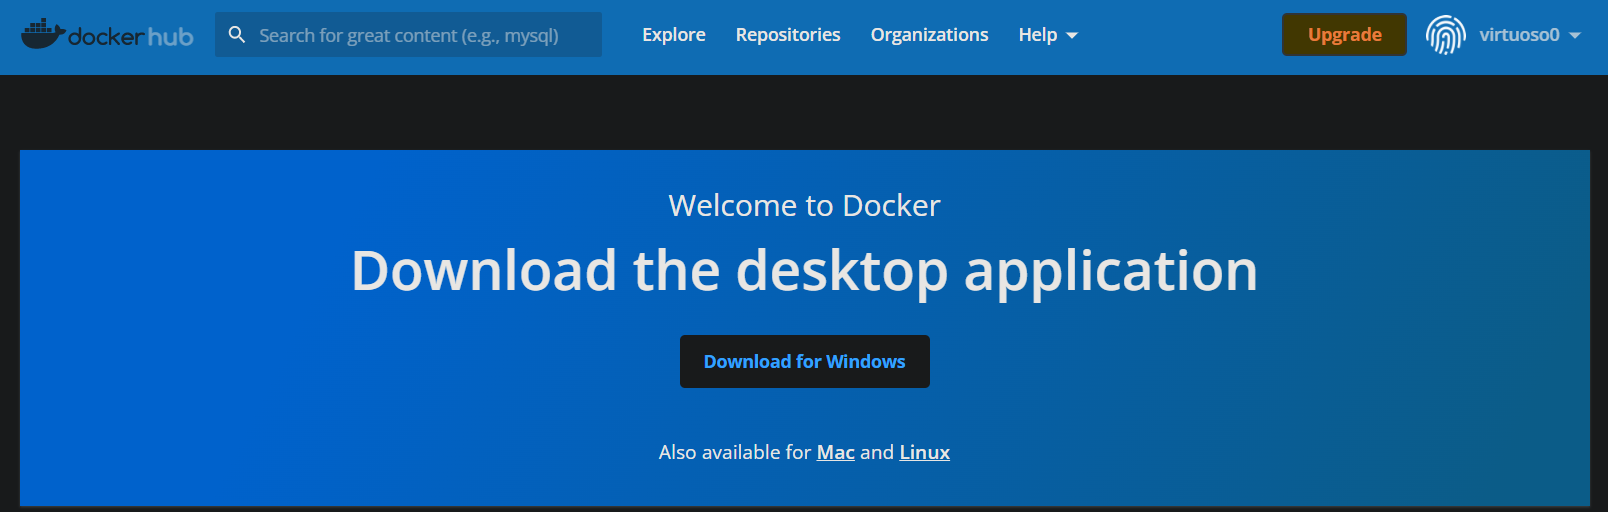 docker hub
Search for great content (e.g., mysql)
Explore
Repositories
Organizations
Help
Upgrade
virtuoso0
Welcome to Docker
Download the desktop application
Download for Windows
Also available for Mac and Linux